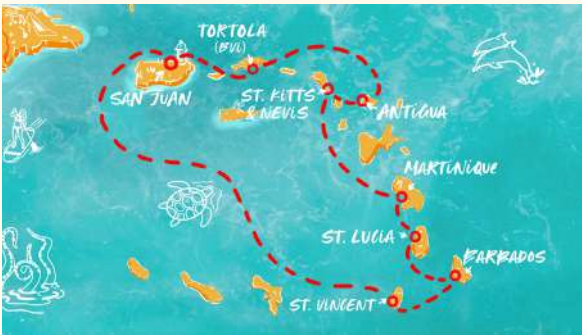 TORTOLA
(BVI)
SAN JUAN
ST. KITTS
& NEVIS
ANTIGUA
MARTINIQUE
ST. LUCIA
BARBADOS
ST. VINCENT